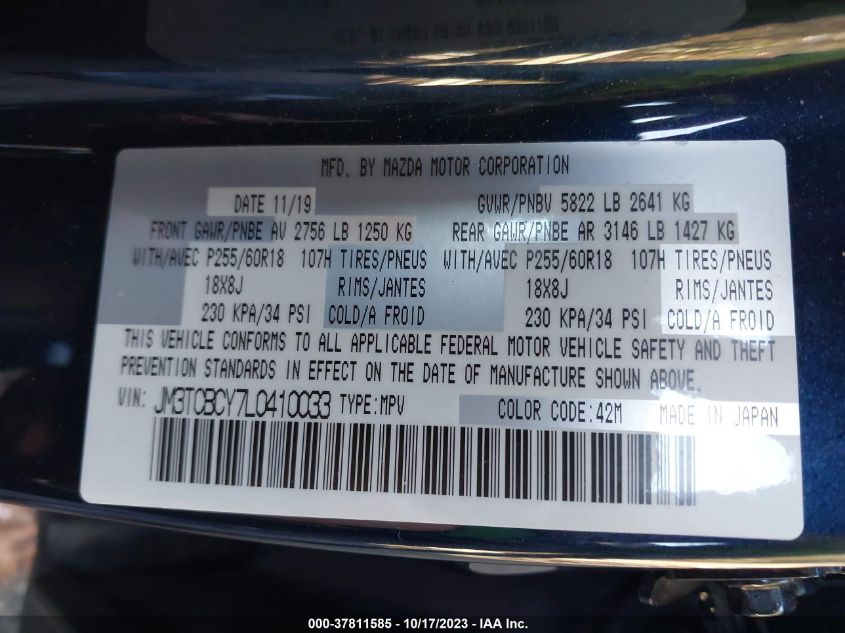 MFD. BY MAZDA MOTOR CORPORATION
DATE 11/19 GVWR/PNBV 5822 LB 2641 KG
FRONT GAWR/PNBE AV 2756 LB 1250 KG REAR GAWR/PNBE AR 3146 LB 1427 KG
WITH/AVEC P255/60R18 107H TIRES/PNEUS WITH/AVEC P255/60R18 107H TIRES/PNEUS
18X8J RIMS/JANTES 18X8J RIMS/JANTES
230 KPA/34 PSI COLD/A FROID 230 KPA/34 PSI COLD/A FROID
THIS VEHICLE CONFORMS TO ALL APPLICABLE FEDERAL MOTOR VEHICLE SAFETY AND THEFT
PREVENTION STANDARDS IN EFFECT ON THE DATE OF MANUFACTURE SHOWN ABOVE.
VIN: JM3TCBCY7L0410033 TYPE:MPV COLOR CODE:42M MADE IN JAPAN
000-37811585 - 10/17/2023 - IAA Inc.